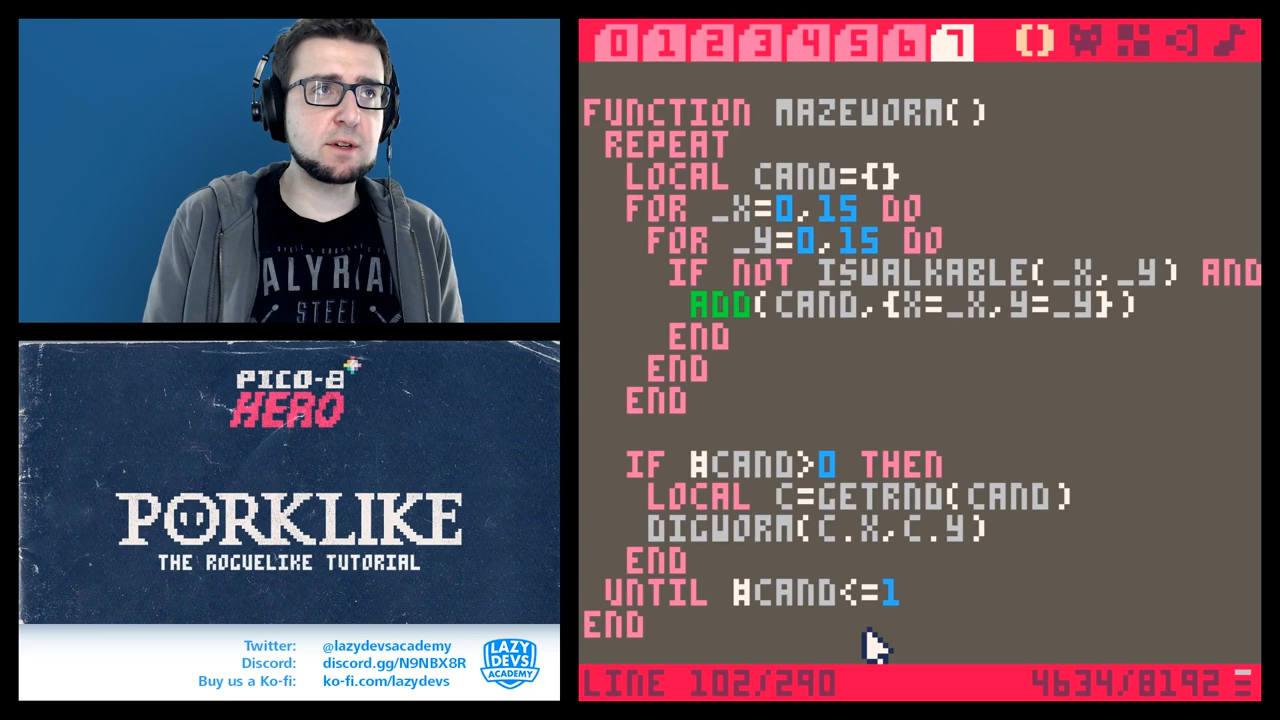 ALYRIA
STEEL
PICO-8
HERO
PORKLIKE
THE ROGUELIKE TUTORIAL
Twitter: @lazydevsacademy
Discord: discord.gg/N9NBX8R
Buy us a Ko-fi: ko-fi.com/lazydevs
LAZY
DEVS
ACADEMY
0 1 2 3 4 5 6 7
FUNCTION MAZEWORM()
REPEAT
LOCAL CAND={}
FOR _X=0,15 DO
FOR _Y=0,15 DO
IF NOT ISWALKABLE(_X,_Y) AND
ADD(CAND,{X=_X,Y=_Y})
END
END
END
IF #CAND>0 THEN
LOCAL C=GETRND(CAND)
DIGWORM(C.X,C.Y)
END
UNTIL #CAND<=1
END
LINE 102/290
4634/8192